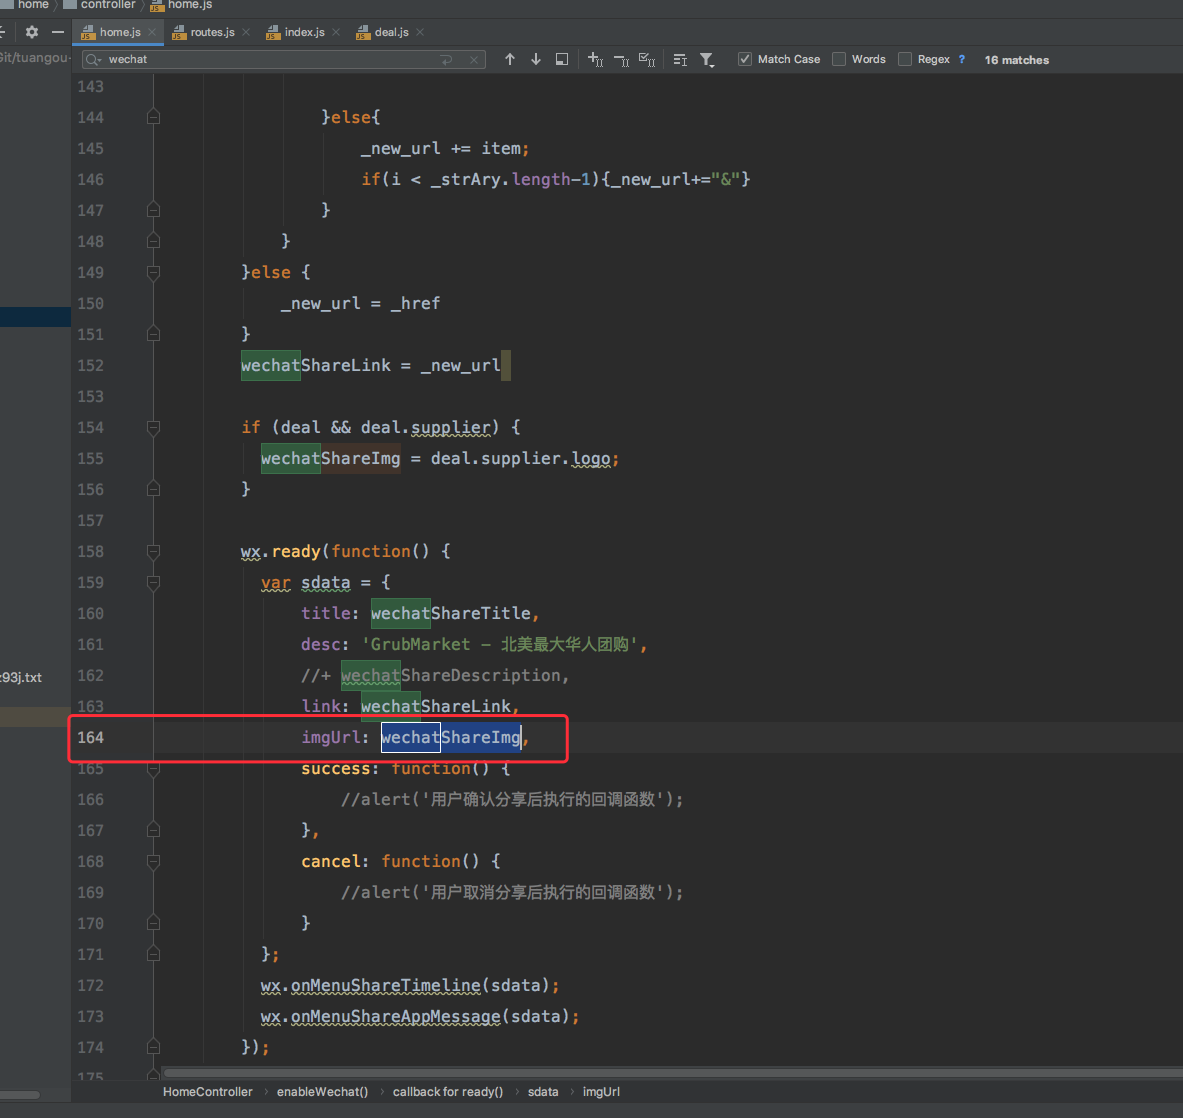 home controller home.js
home.js routes.js index.js deal.js
Git/tuangou-
wechat Match Case Words Regex ? 16 matches
143
144 }else{
145 _new_url += item;
146 if(i < _strAry.length-1){_new_url+="&"}
147 }
148 }
149 }else {
150 _new_url = _href
151 }
152 wechatShareLink = _new_url
153
154 if (deal && deal.supplier) {
155 wechatShareImg = deal.supplier.logo;
156 }
157
158 wx.ready(function() {
159 var sdata = {
160 title: wechatShareTitle,
161 desc: 'GrubMarket - 北美最大华人团购',
162 //+ wechatShareDescription,
z93j.txt
163 link: wechatShareLink,
164 imgUrl: wechatShareImg,
165 success: function() {
166 //alert('用户确认分享后执行的回调函数');
167 },
168 cancel: function() {
169 //alert('用户取消分享后执行的回调函数');
170 }
171 };
172 wx.onMenuShareTimeline(sdata);
173 wx.onMenuShareAppMessage(sdata);
174 });
175
HomeController › enableWechat() › callback for ready() › sdata › imgUrl